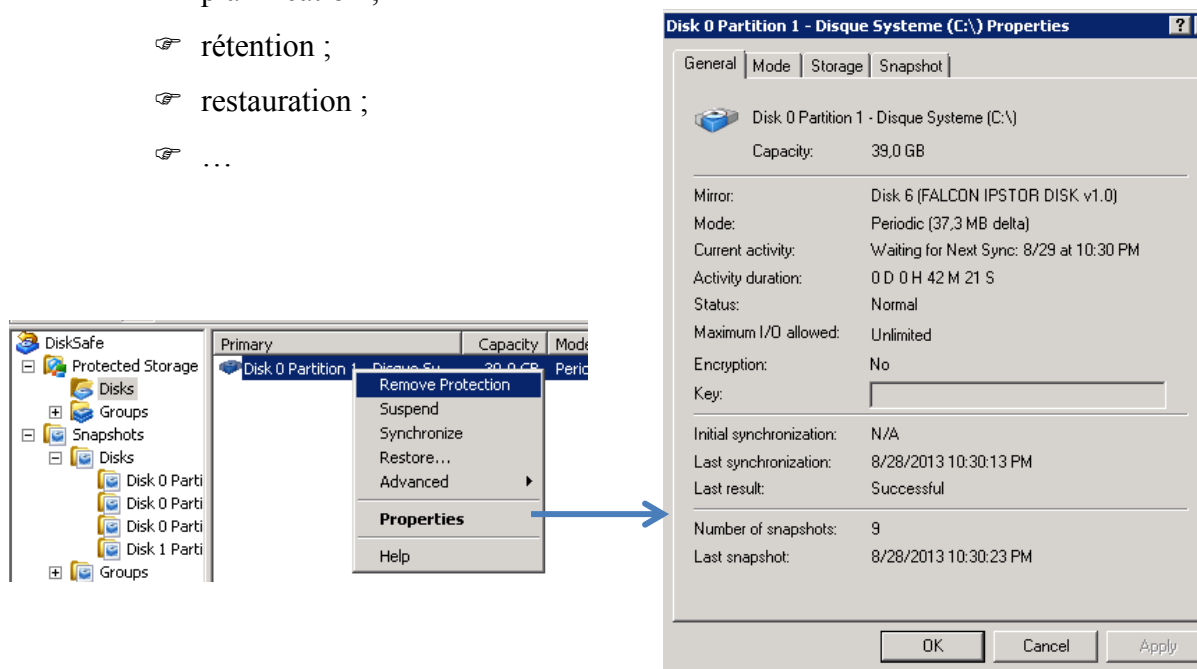 ☞ rétention ;
☞ restauration ;
☞ …
DiskSafe
Protected Storage
Disks
Groups
Snapshots
Disks
Disk 0 Parti
Disk 0 Parti
Disk 0 Parti
Disk 1 Parti
Groups
Primary Capacity Mode
Disk 0 Partition 1 - Disque Su 39,0 GB Perio
Remove Protection
Suspend
Synchronize
Restore...
Advanced
Properties
Help
Disk 0 Partition 1 - Disque Systeme (C:\) Properties ?
General Mode Storage Snapshot
Disk 0 Partition 1 - Disque Systeme (C:\)
Capacity: 39,0 GB
Mirror: Disk 6 (FALCON IPSTOR DISK v1.0)
Mode: Periodic (37,3 MB delta)
Current activity: Waiting for Next Sync: 8/29 at 10:30 PM
Activity duration: 0 D 0 H 42 M 21 S
Status: Normal
Maximum I/O allowed: Unlimited
Encryption: No
Key:
Initial synchronization: N/A
Last synchronization: 8/28/2013 10:30:13 PM
Last result: Successful
Number of snapshots: 9
Last snapshot: 8/28/2013 10:30:23 PM
OK Cancel Apply